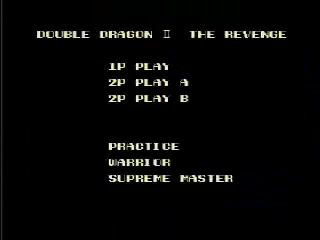 DOUBLE DRAGON Ⅱ THE REVENGE
1P PLAY
2P PLAY A
2P PLAY B
PRACTICE
WARRIOR
SUPREME MASTER